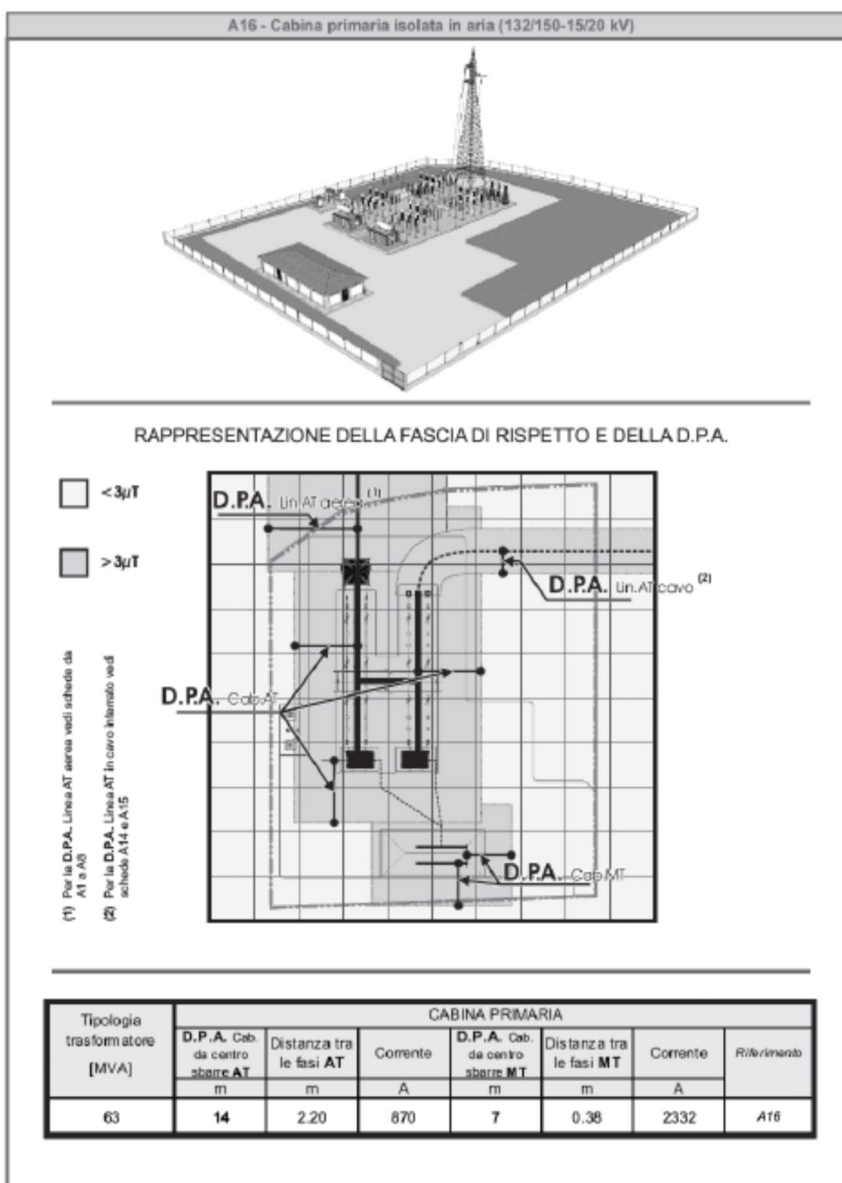 A16 - Cabina primaria isolata in aria (132/150-15/20 kV)
RAPPRESENTAZIONE DELLA FASCIA DI RISPETTO E DELLA D.P.A.
<3μT
>3μT
(1) Per la D.P.A. Linea AT aerea vedi schede da
A1 a A8
(2) Per la D.P.A. Linea AT in cavo interrato vedi
schede A14 e A15
D.P.A. Lin.AT aerea (1)
D.P.A. Lin.AT cavo (2)
D.P.A. Cab.AT
D.P.A. Cab.MT
Tipologia
trasformatore
[MVA]
CABINA PRIMARIA
D.P.A. Cab.
da centro
sbarre AT
Distanza tra
le fasi AT
Corrente
D.P.A. Cab.
da centro
sbarre MT
Distanza tra
le fasi MT
Corrente
Riferimento
m m A m m A
63 14 2.20 870 7 0.38 2332 A16